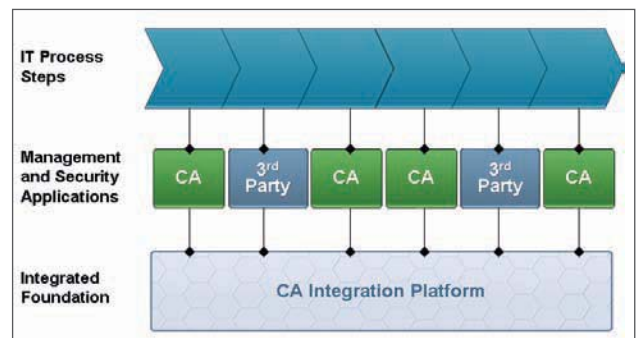 IT Process
Steps
Management
and Security
Applications
CA
3rd
Party
CA
CA
3rd
Party
CA
Integrated
Foundation
CA Integration Platform